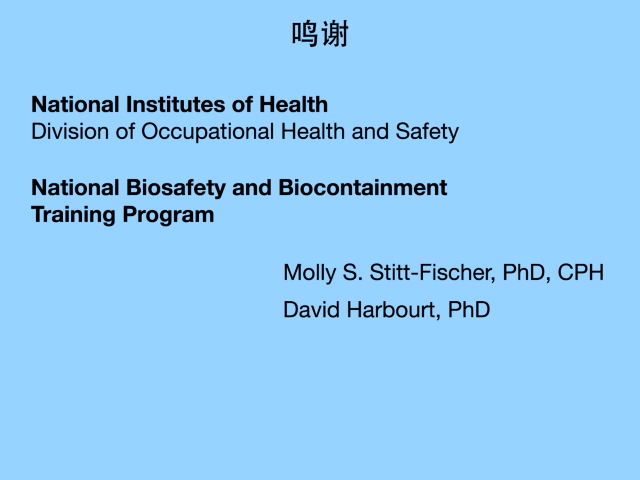 鸣谢
National Institutes of Health
Division of Occupational Health and Safety
National Biosafety and Biocontainment
Training Program
Molly S. Stitt-Fischer, PhD, CPH
David Harbourt, PhD